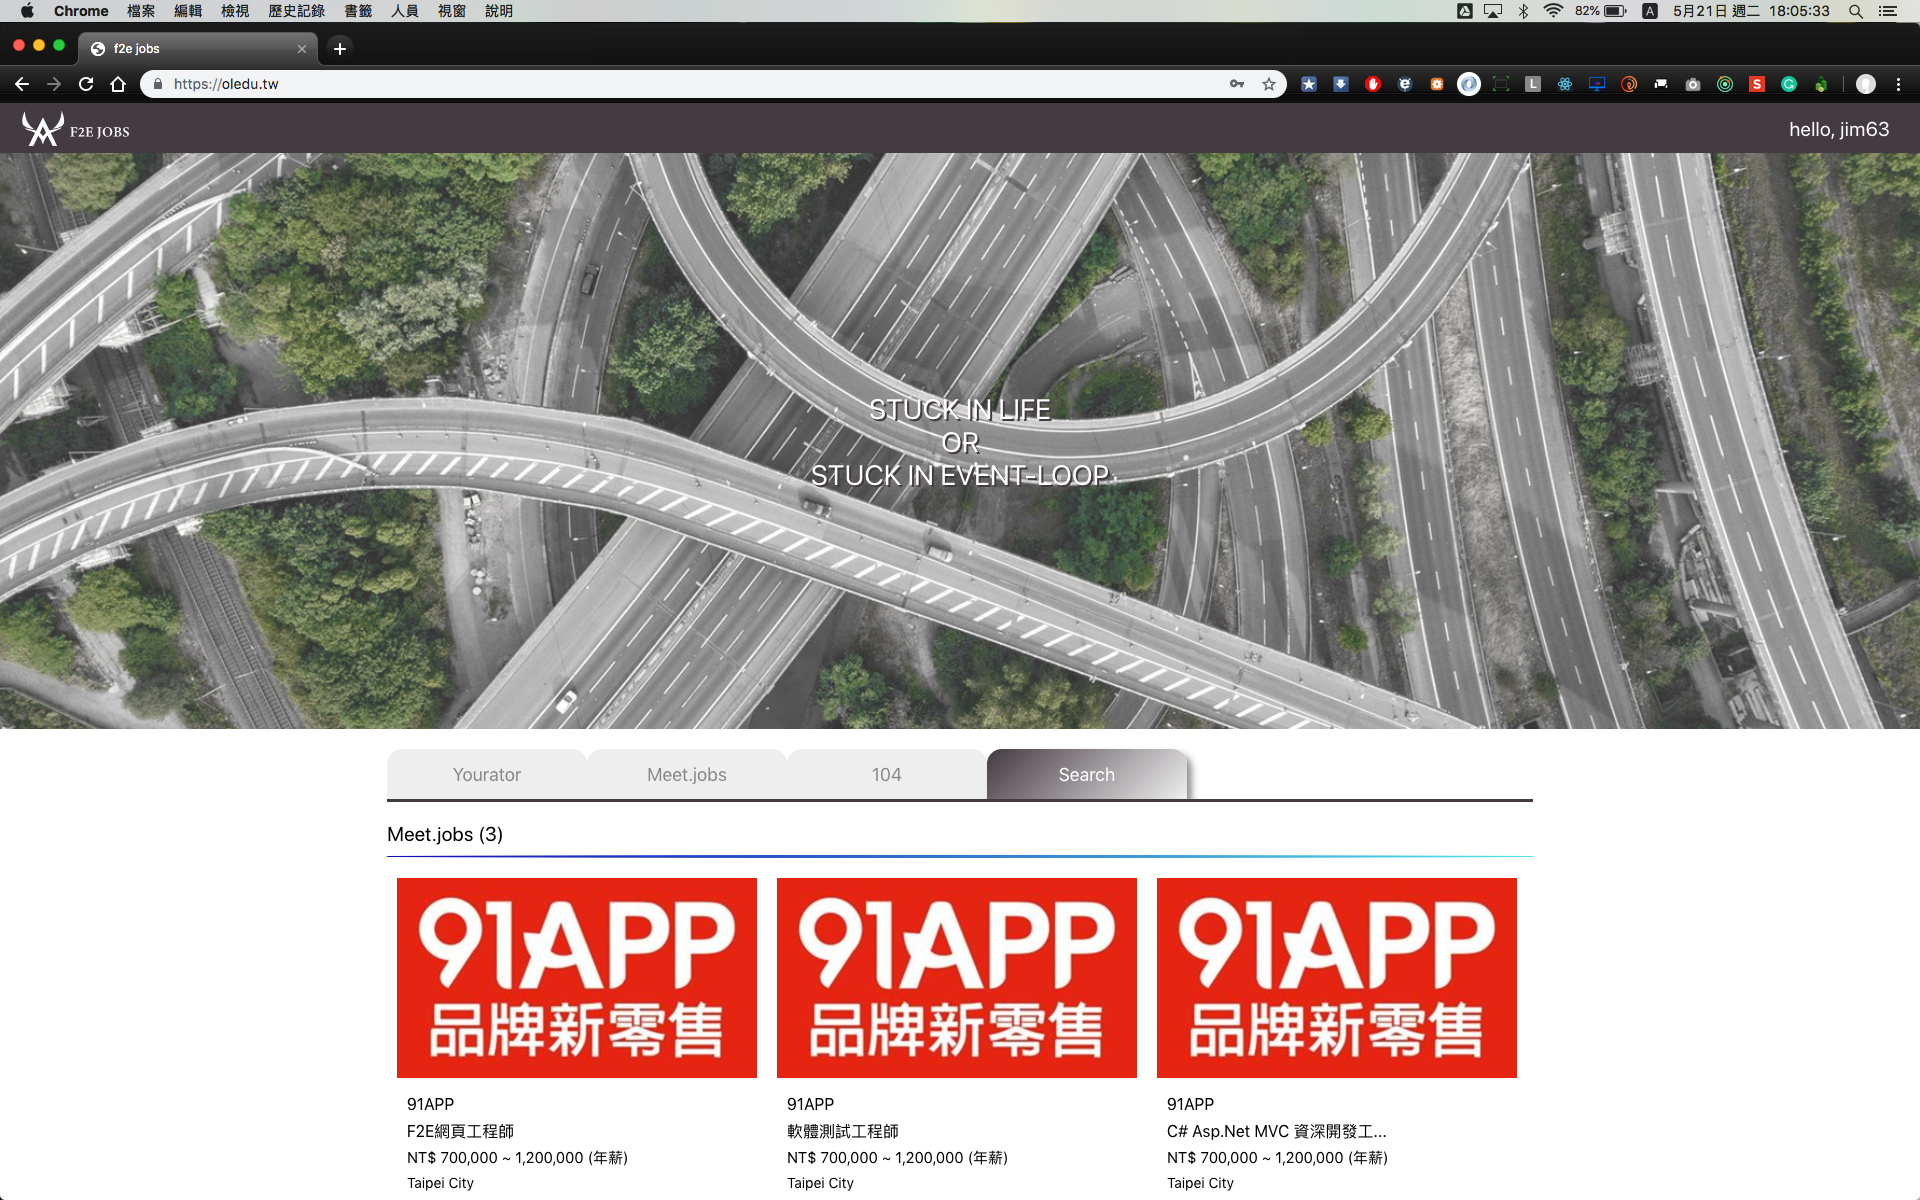 Chrome 檔案 編輯 檢視 歷史記錄 書籤 人員 視窗 說明 82% A 5月21日 週二 18:05:33
f2e jobs
https://oledu.tw
L S
F2E JOBS
hello, jim63
STUCK IN LIFE
OR
STUCK IN EVENT-LOOP
Yourator Meet.jobs 104 Search
Meet.jobs (3)
91APP 91APP 91APP
品牌新零售 品牌新零售 品牌新零售
91APP 91APP 91APP
F2E網頁工程師 軟體測試工程師 C# Asp.Net MVC 資深開發工...
NT$ 700,000 ~ 1,200,000 (年薪) NT$ 700,000 ~ 1,200,000 (年薪) NT$ 700,000 ~ 1,200,000 (年薪)
Taipei City Taipei City Taipei City